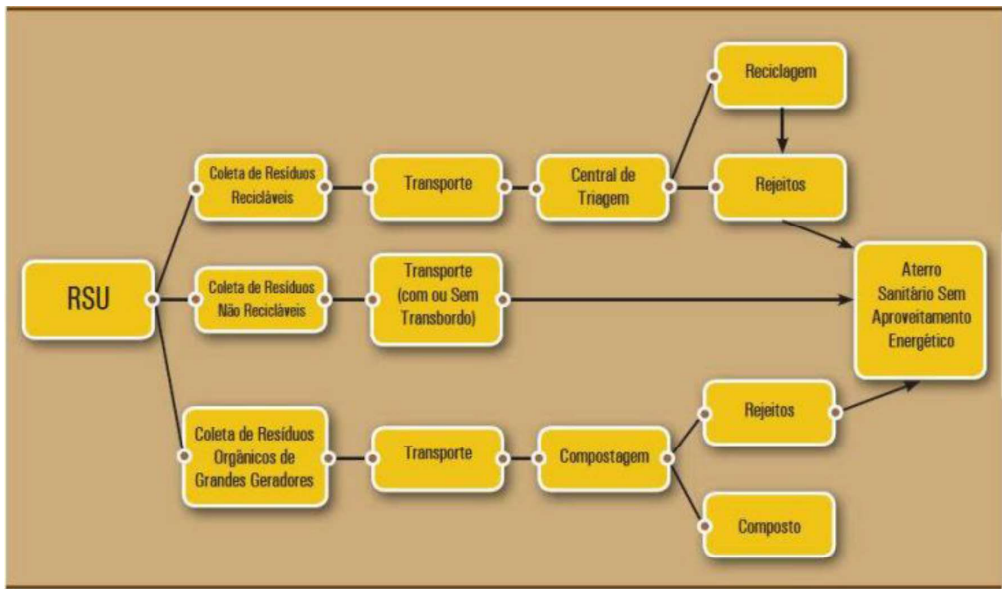 Reciclagem
Coleta de Resíduos
Recicláveis
Transporte
Central de
Triagem
Rejeitos
RSU
Coleta de Resíduos
Não Recicláveis
Transporte
(com ou Sem
Transbordo)
Aterro
Sanitário Sem
Aproveitamento
Energético
Coleta de Resíduos
Orgânicos de
Grandes Geradores
Transporte
Compostagem
Rejeitos
Composto